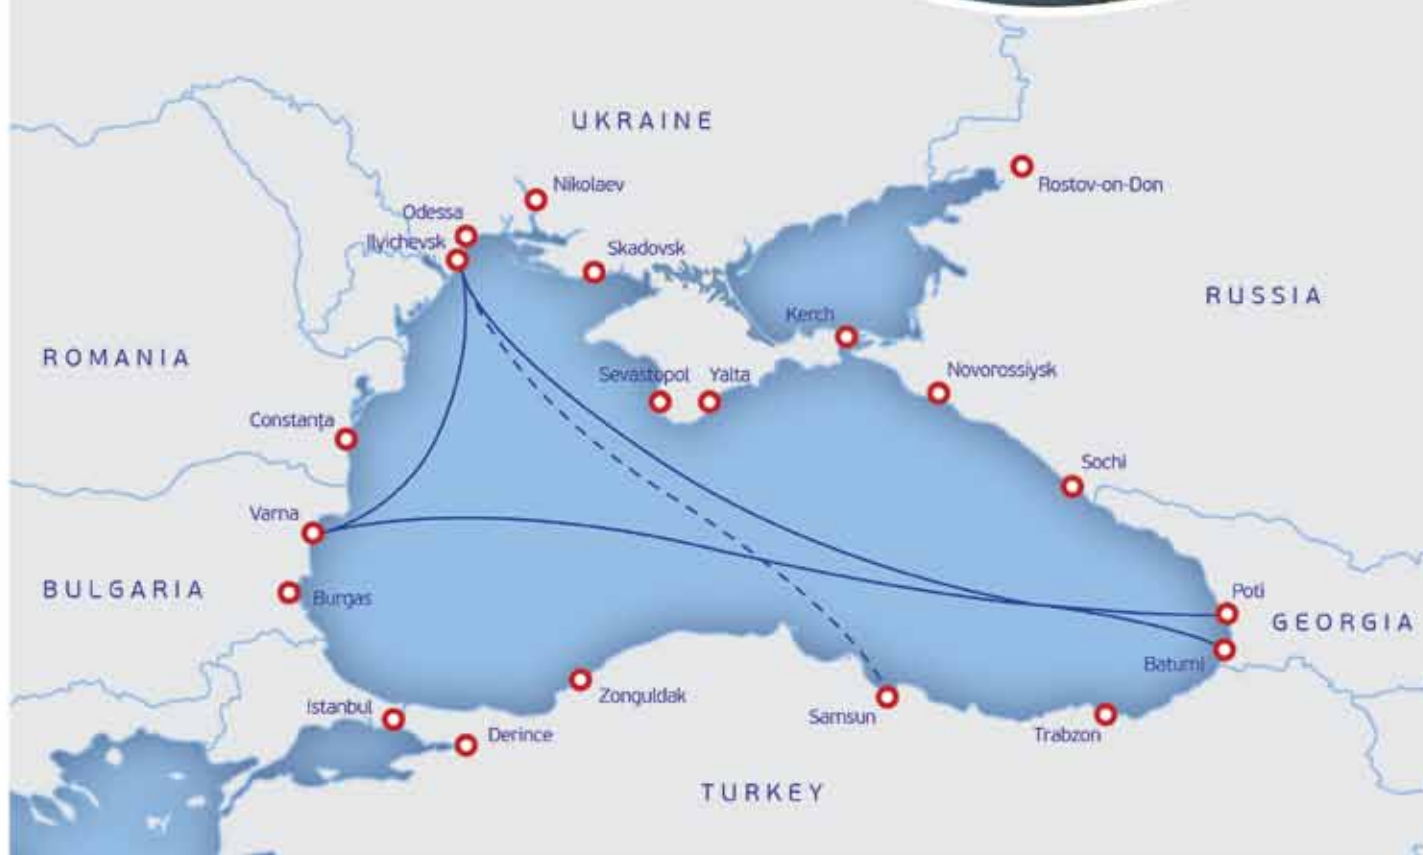 UKRAINE
Rostov-on-Don
Nikolaev
Odessa
Ilyichevsk
Skadovsk
RUSSIA
Kerch
ROMANIA
Sevastopol
Yalta
Novorossiysk
Constanţa
Sochi
Varna
BULGARIA
Burgas
Poti
GEORGIA
Batumi
Istanbul
Zonguldak
Samsun
Derince
Trabzon
TURKEY